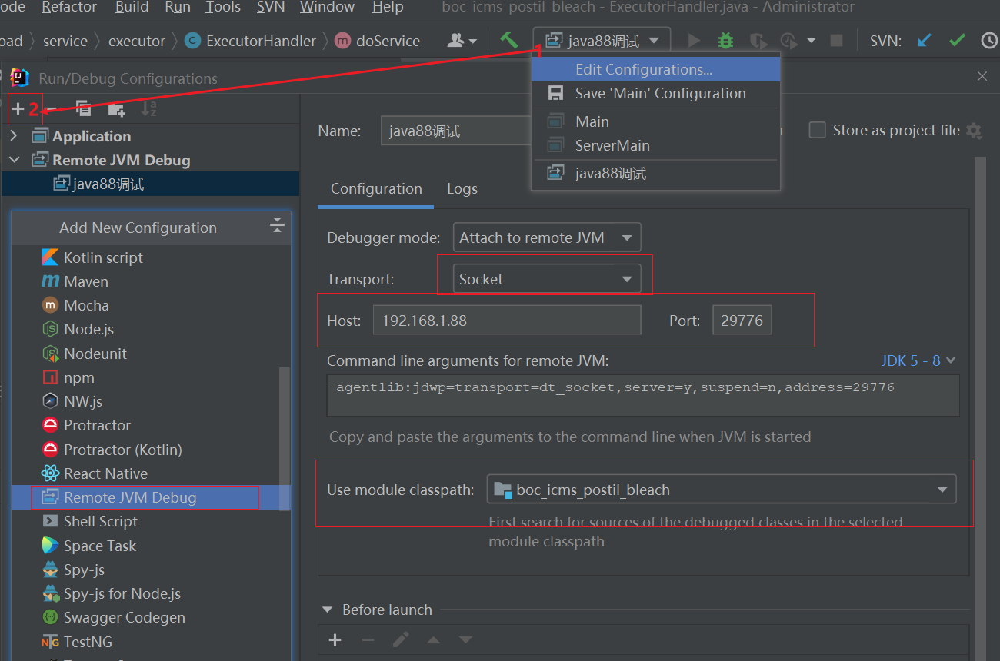 ode Refactor Build Run Tools SVN Window Help boc_icms_postil_bleach - ExecutorHandler.java - Administrator
oad service executor C ExecutorHandler m doService java88调试 SVN:
1
Edit Configurations...
Save 'Main' Configuration
Main
ServerMain
java88调试
Run/Debug Configurations
2
Application
Remote JVM Debug
java88调试
Name: java88调试
Store as project file
Add New Configuration
Kotlin script
Maven
Mocha
Node.js
Nodeunit
npm
NW.js
Protractor
Protractor (Kotlin)
React Native
Remote JVM Debug
Shell Script
Space Task
Spy-js
Spy-js for Node.js
Swagger Codegen
TestNG
Configuration Logs
Debugger mode: Attach to remote JVM
Transport: Socket
Host: 192.168.1.88 Port: 29776
Command line arguments for remote JVM: JDK 5 - 8
-agentlib:jdwp=transport=dt_socket,server=y,suspend=n,address=29776
Copy and paste the arguments to the command line when JVM is started
Use module classpath: boc_icms_postil_bleach
First search for sources of the debugged classes in the selected
module classpath
Before launch